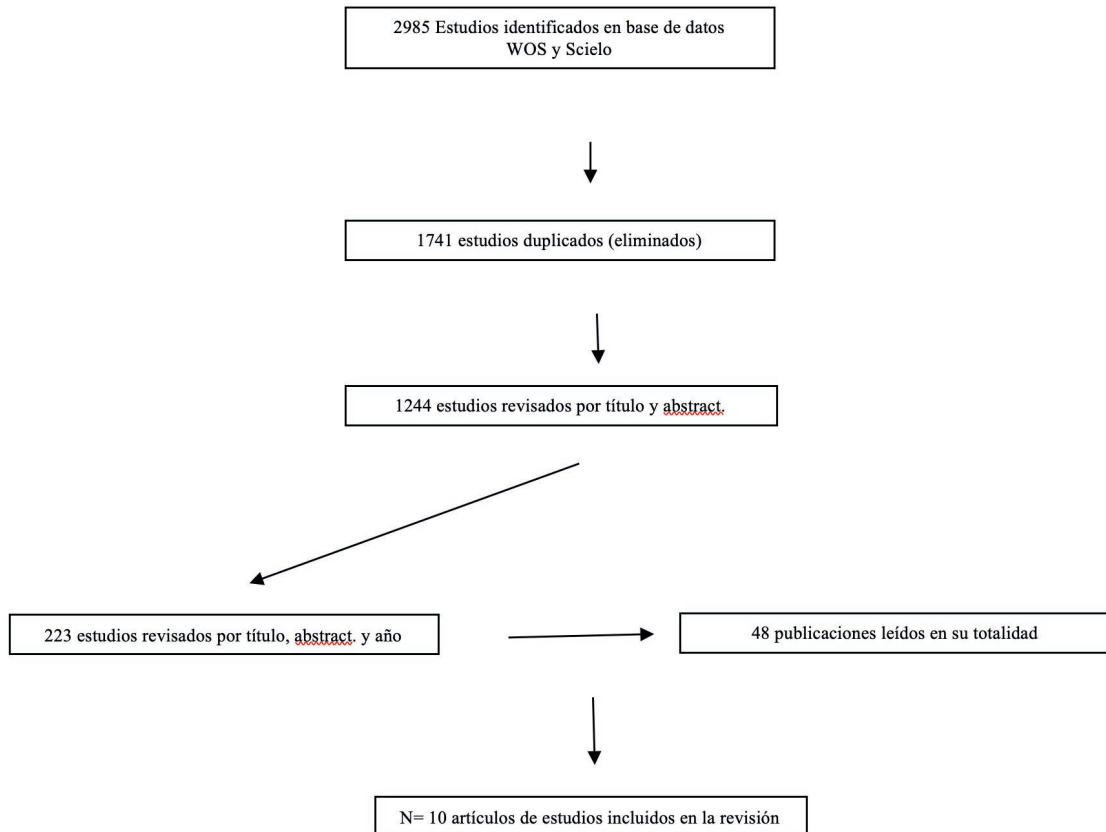 2985 Estudios identificados en base de datos
WOS y Scielo
1741 estudios duplicados (eliminados)
1244 estudios revisados por título y abstract.
223 estudios revisados por título, abstract. y año
48 publicaciones leídos en su totalidad
N= 10 artículos de estudios incluidos en la revisión